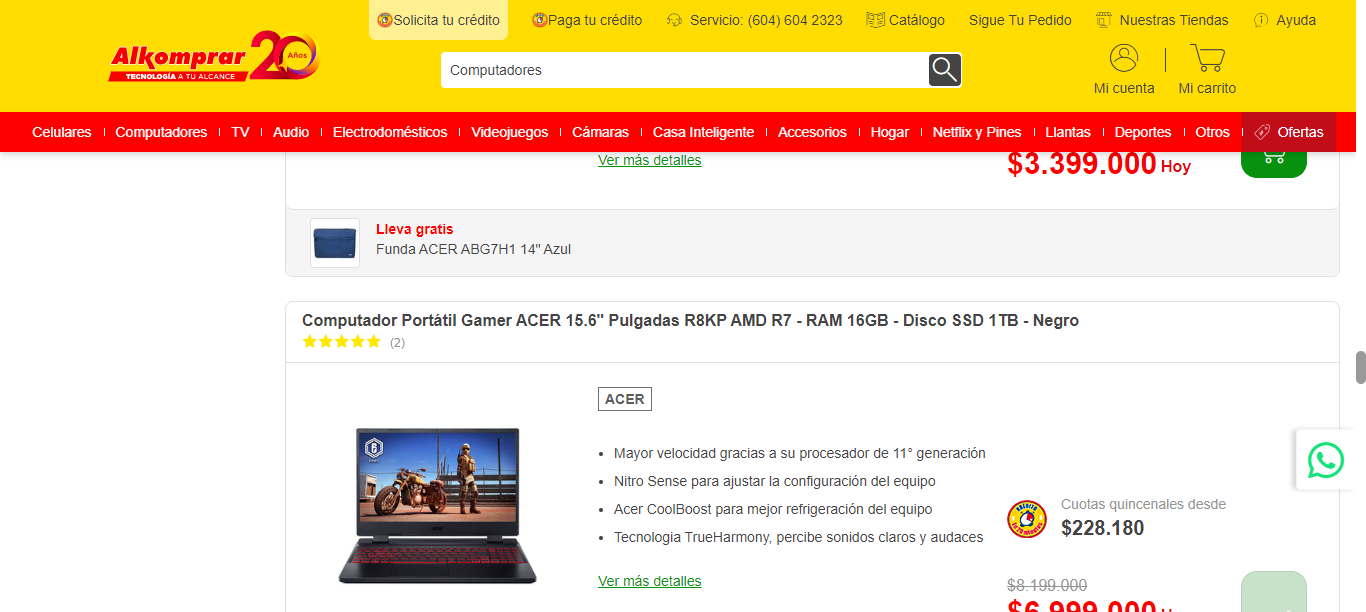 Solicita tu crédito
Paga tu crédito
Servicio: (604) 604 2323
Catálogo
Sigue Tu Pedido
Nuestras Tiendas
Ayuda
Alkomprar 20 Años
TECNOLOGÍA A TU ALCANCE
Computadores
Mi cuenta
Mi carrito
Celulares
Computadores
TV
Audio
Electrodomésticos
Videojuegos
Cámaras
Casa Inteligente
Accesorios
Hogar
Netflix y Pines
Llantas
Deportes
Otros
Ofertas
Ver más detalles
$3.399.000 Hoy
Lleva gratis
Funda ACER ABG7H1 14" Azul
Computador Portátil Gamer ACER 15.6" Pulgadas R8KP AMD R7 - RAM 16GB - Disco SSD 1TB - Negro
(2)
ACER
Mayor velocidad gracias a su procesador de 11° generación
Nitro Sense para ajustar la configuración del equipo
Acer CoolBoost para mejor refrigeración del equipo
Tecnologia TrueHarmony, percibe sonidos claros y audaces
Ver más detalles
Cuotas quincenales desde
$228.180
$8.199.000
$6.999.000